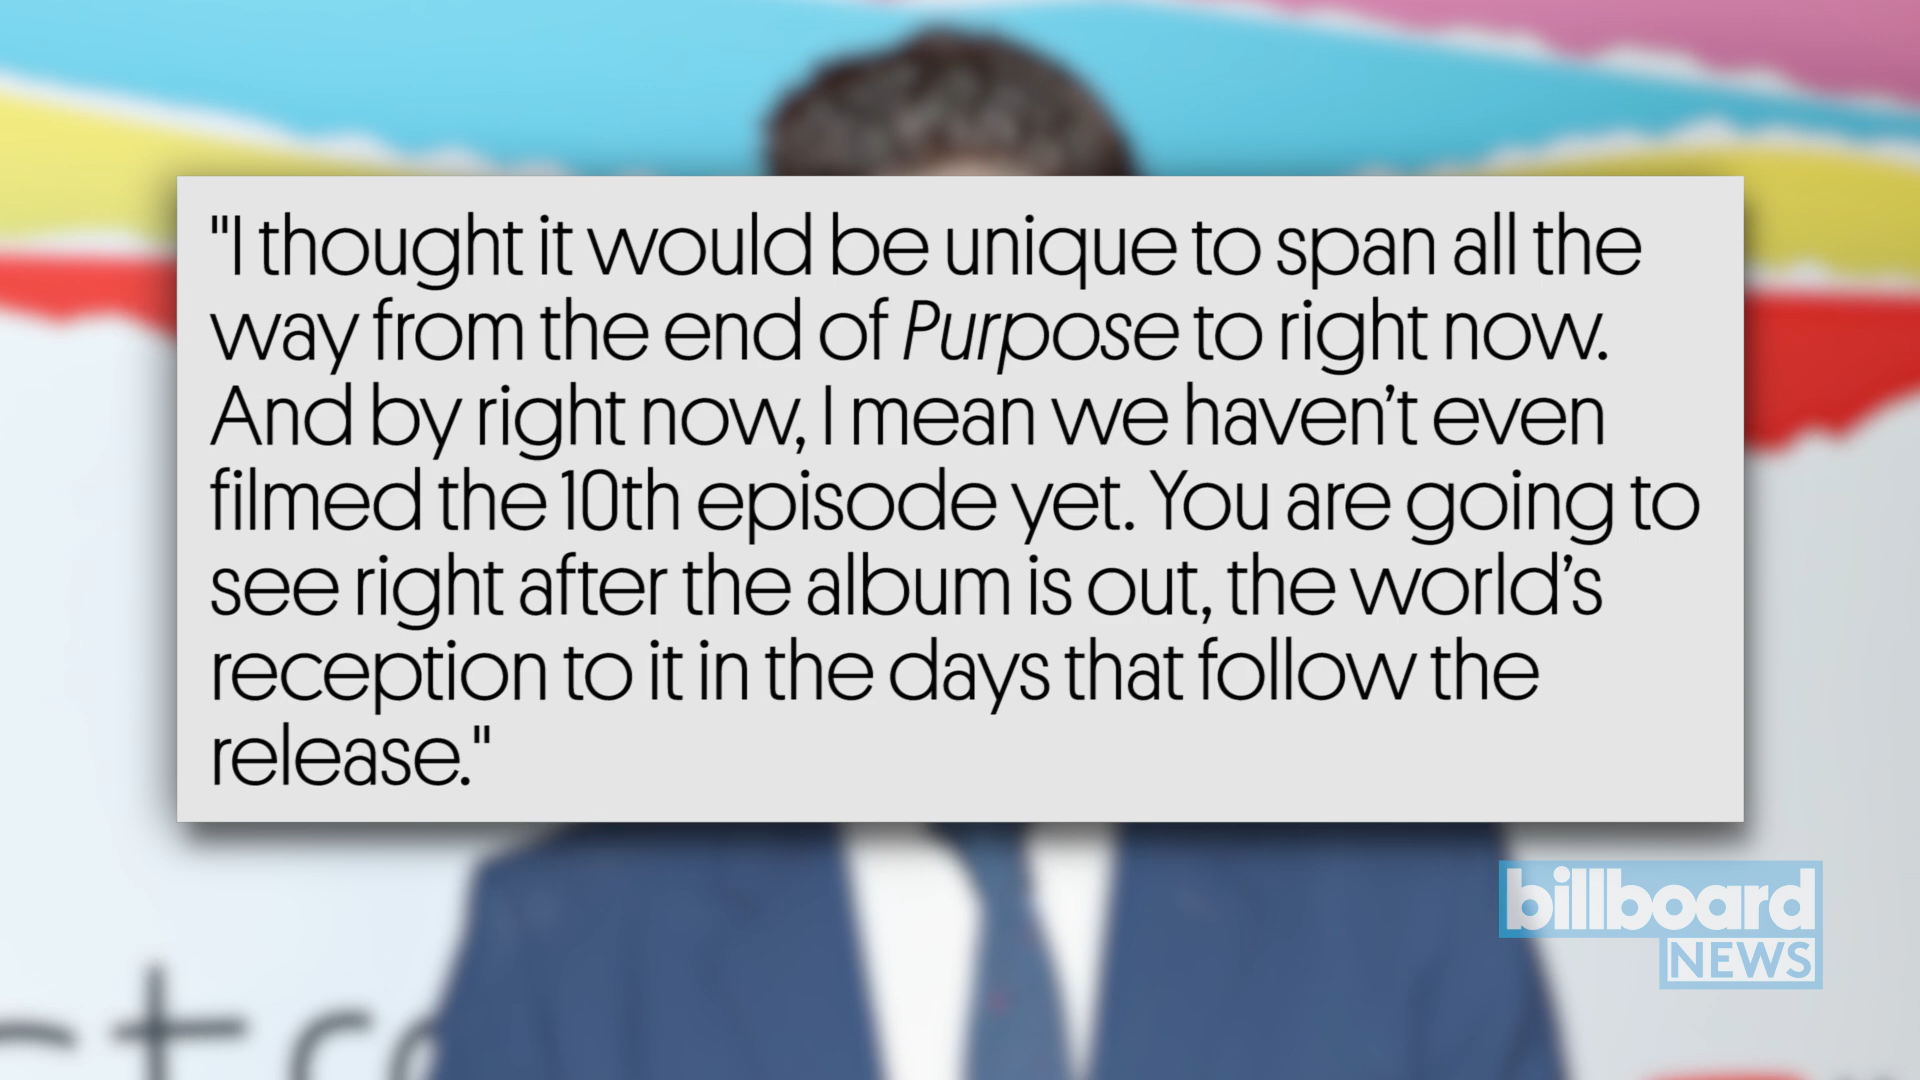 "I thought it would be unique to span all the
way from the end of Purpose to right now.
And by right now, I mean we haven’t even
filmed the 10th episode yet. You are going to
see right after the album is out, the world’s
reception to it in the days that follow the
release."
billboard
NEWS